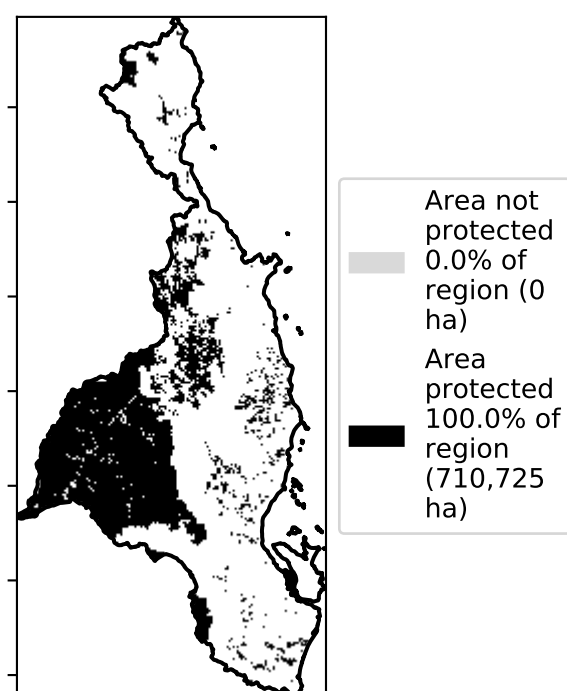 Area not
protected
0.0% of
region (0
ha)
Area
protected
100.0% of
region
(710,725
ha)